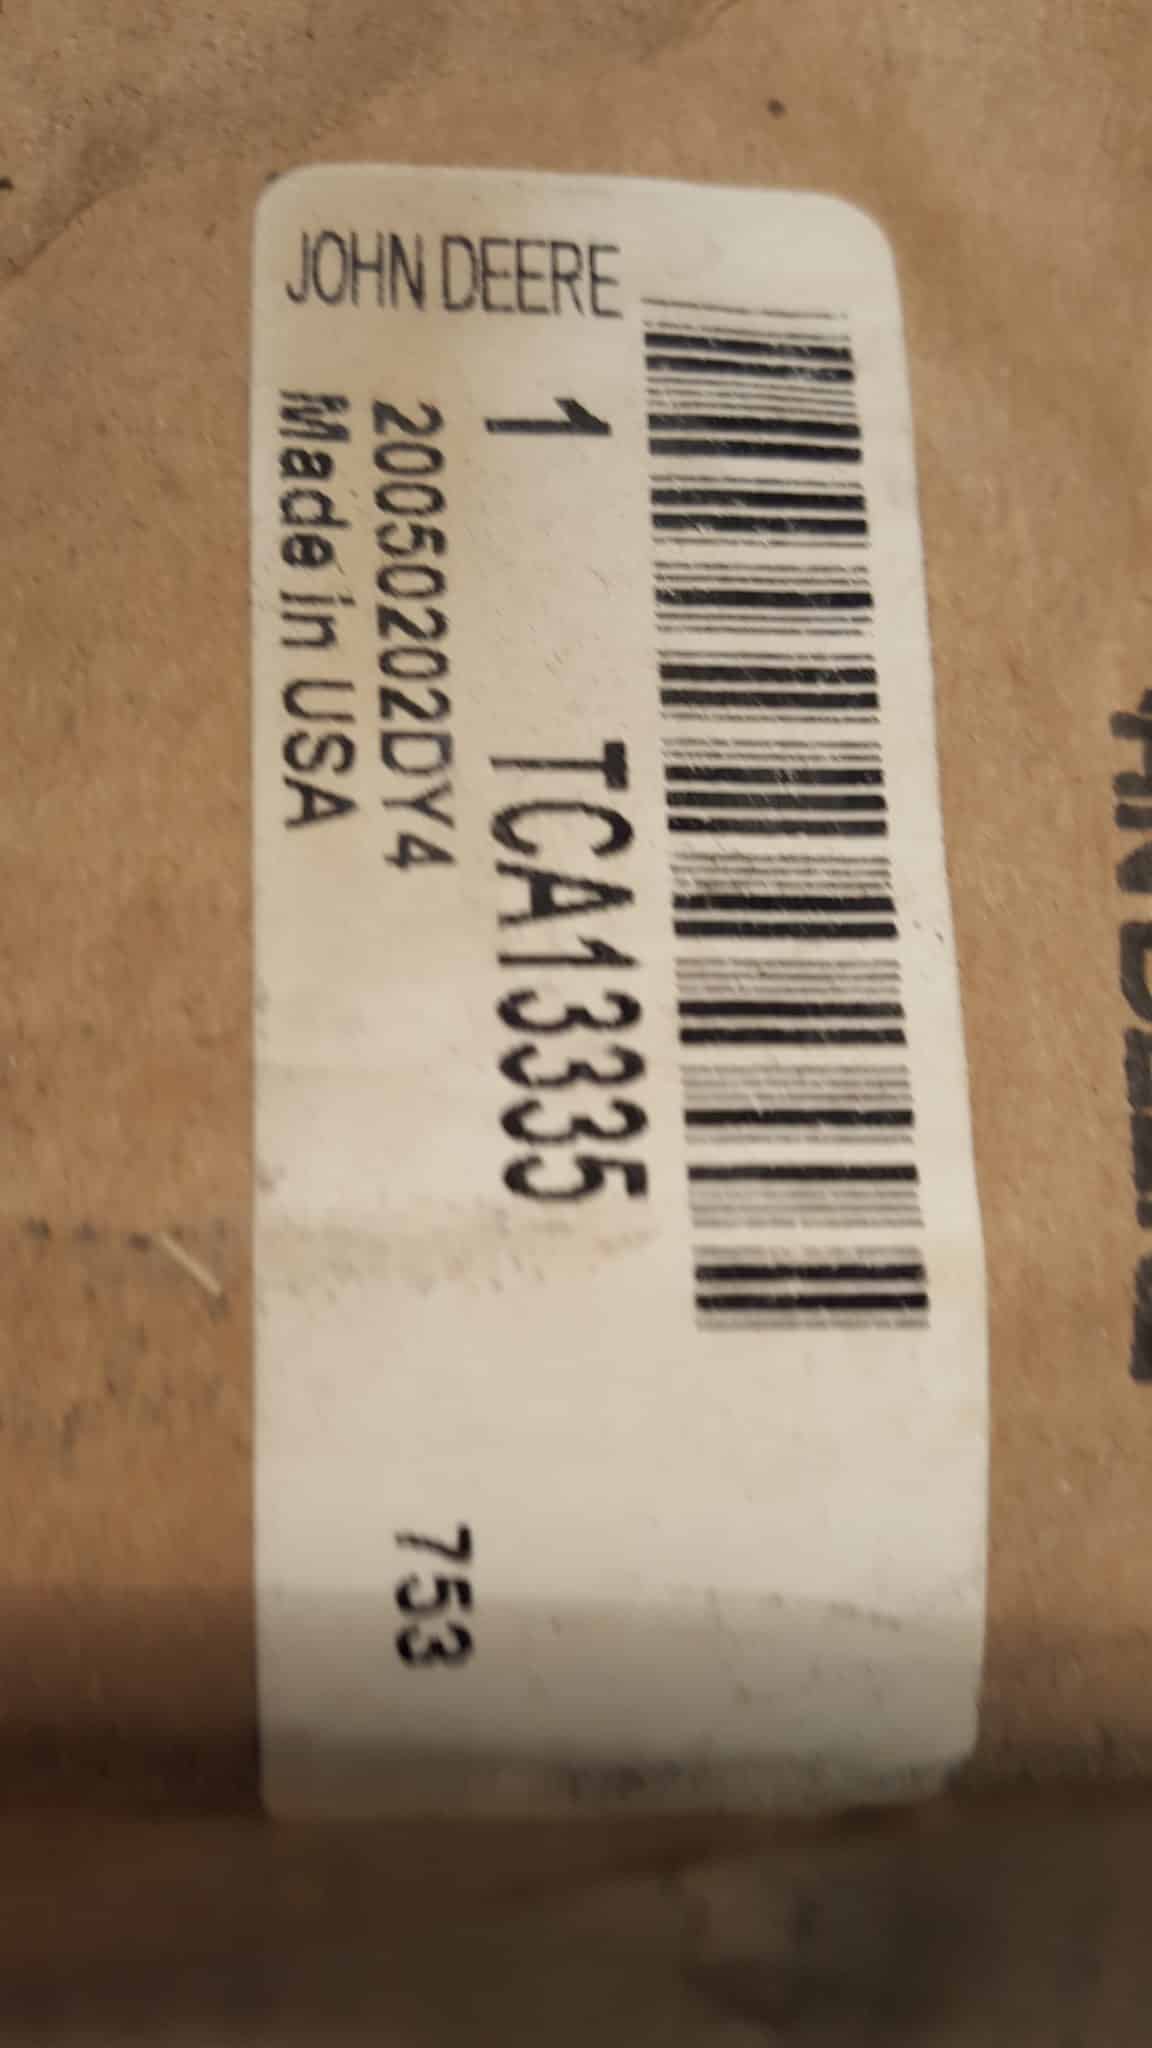 JOHN DEERE
1 TCA13335
20050202DY4
Made in USA
753